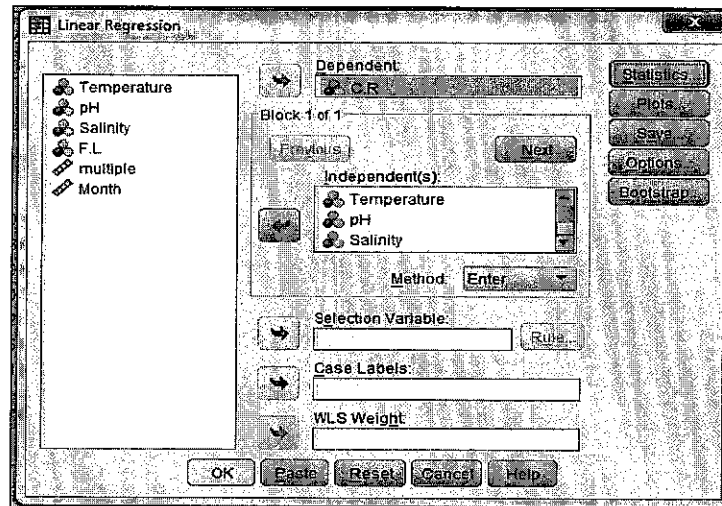 Linear Regression
Temperature
pH
Salinity
F.L
multiple
Month
Dependent:
C.R
Block 1 of 1
Previous
Next
Independent(s):
Temperature
pH
Salinity
Method:
Enter
Selection Variable:
Rule...
Case Labels:
WLS Weight:
Statistics...
Plots...
Save...
Options...
Bootstrap...
OK
Paste
Reset
Cancel
Help